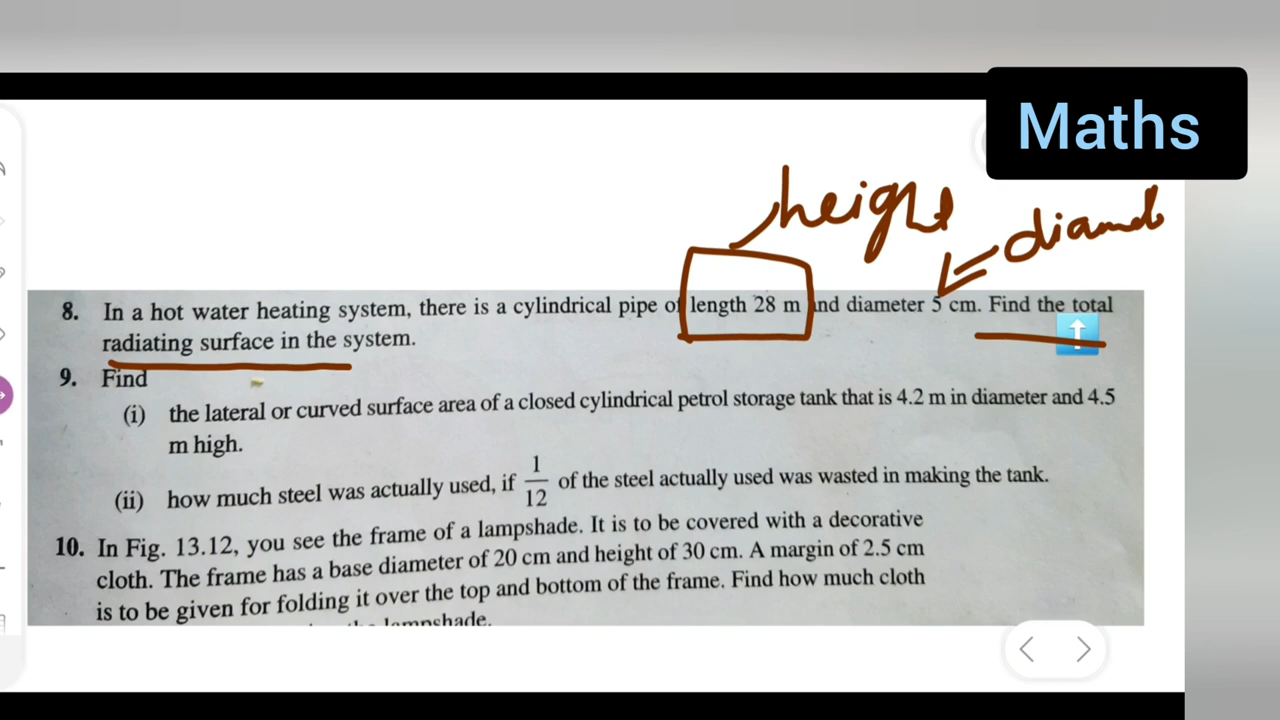 Maths
height
diamet
8. In a hot water heating system, there is a cylindrical pipe of length 28 m and diameter 5 cm. Find the total
radiating surface in the system.
9. Find
(i) the lateral or curved surface area of a closed cylindrical petrol storage tank that is 4.2 m in diameter and 4.5
m high.
(ii) how much steel was actually used, if 1/12 of the steel actually used was wasted in making the tank.
10. In Fig. 13.12, you see the frame of a lampshade. It is to be covered with a decorative
cloth. The frame has a base diameter of 20 cm and height of 30 cm. A margin of 2.5 cm
is to be given for folding it over the top and bottom of the frame. Find how much cloth
lampshade.